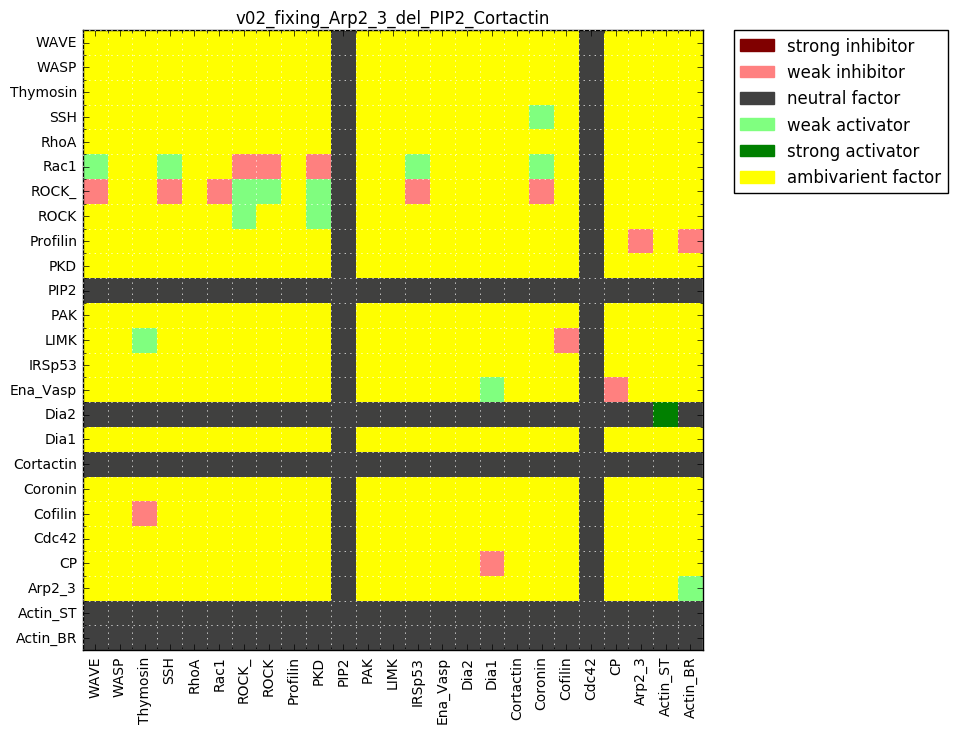 v02_fixing_Arp2_3_del_PIP2_Cortactin
WAVE
WASP
Thymosin
SSH
RhoA
Rac1
ROCK_
ROCK
Profilin
PKD
PIP2
PAK
LIMK
IRSp53
Ena_Vasp
Dia2
Dia1
Cortactin
Coronin
Cofilin
Cdc42
CP
Arp2_3
Actin_ST
Actin_BR
WAVE
WASP
Thymosin
SSH
RhoA
Rac1
ROCK_
ROCK
Profilin
PKD
PIP2
PAK
LIMK
IRSp53
Ena_Vasp
Dia2
Dia1
Cortactin
Coronin
Cofilin
Cdc42
CP
Arp2_3
Actin_ST
Actin_BR
strong inhibitor
weak inhibitor
neutral factor
weak activator
strong activator
ambivarient factor